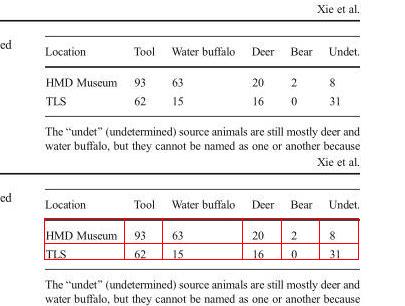 Xie et al.
ed
Location Tool Water buffalo Deer Bear Undet.
HMD Museum 93 63 20 2 8
TLS 62 15 16 0 31
The “undet” (undetermined) source animals are still mostly deer and
water buffalo, but they cannot be named as one or another because
Xie et al.
ed
Location Tool Water buffalo Deer Bear Undet.
HMD Museum 93 63 20 2 8
TLS 62 15 16 0 31
The “undet” (undetermined) source animals are still mostly deer and
water buffalo, but they cannot be named as one or another because